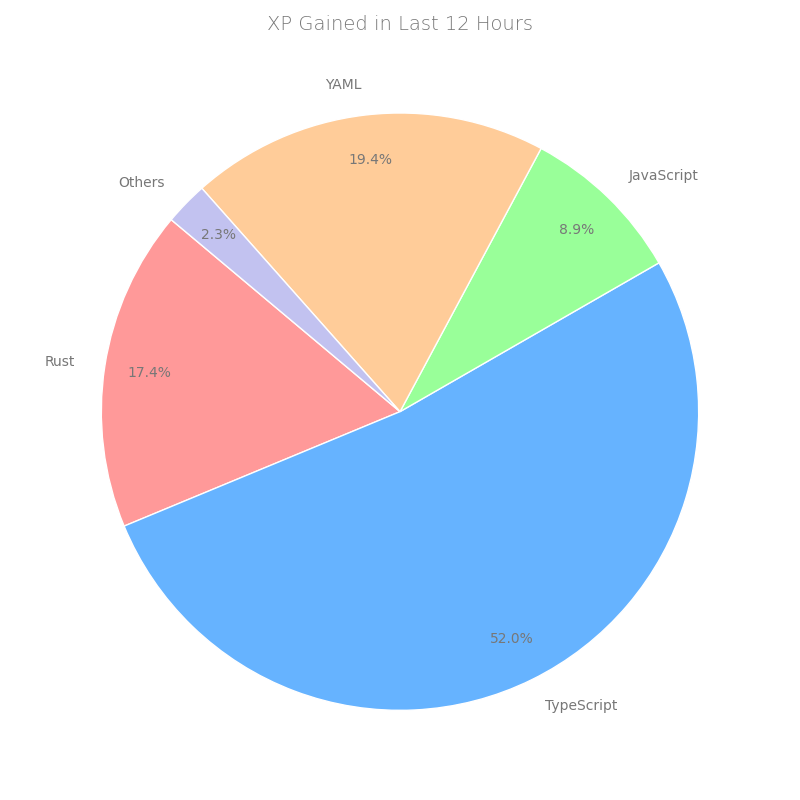 XP Gained in Last 12 Hours
YAML
19.4%
JavaScript
8.9%
Others
2.3%
Rust
17.4%
52.0%
TypeScript